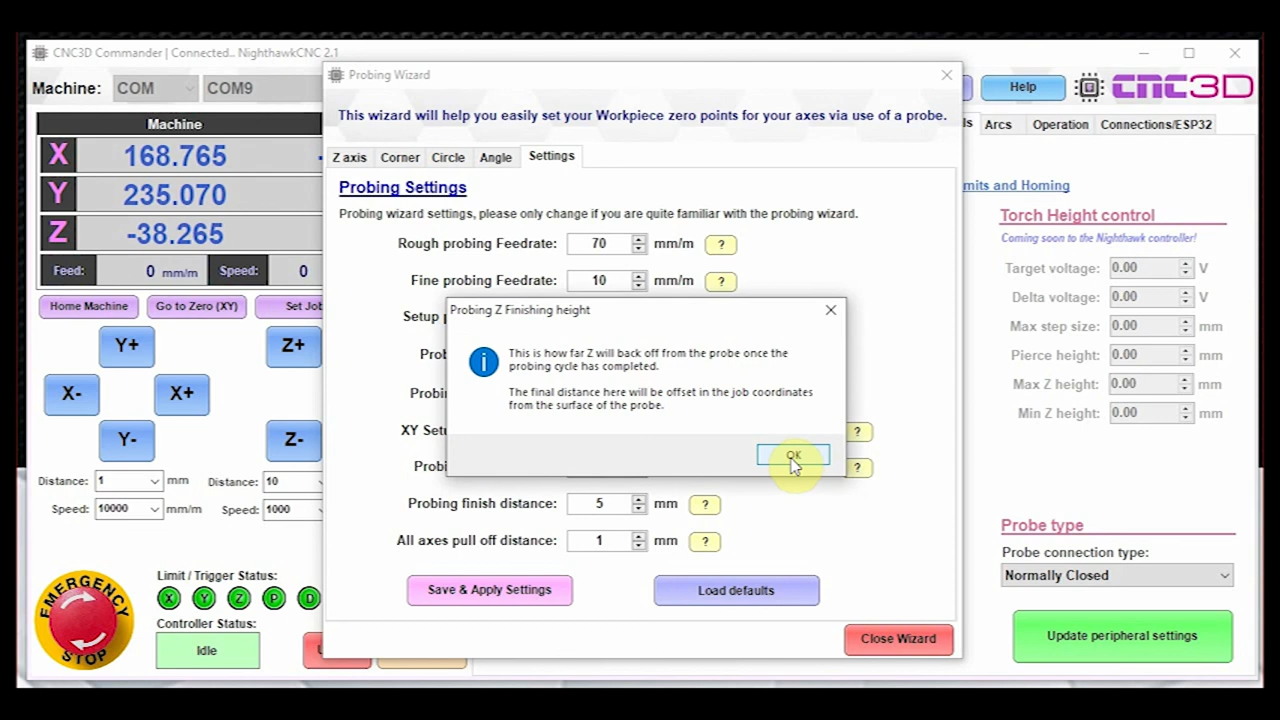 CNC3D Commander | Connected.. NighthawkCNC 2.1
Machine: COM COM9
Help
CNC3D
Arcs Operation Connections/ESP32
Machine
X 168.765
Y 235.070
Z -38.265
Feed: 0 mm/m Speed: 0
Home Machine Go to Zero (XY) Set Job
Y+ Z+
X- X+
Y- Z-
Distance: 1 mm Distance: 10
Speed: 10000 mm/m Speed: 1000
EMERGENCY
STOP
Limit / Trigger Status:
X Y Z P D
Controller Status:
Idle
Probing Wizard
This wizard will help you easily set your Workpiece zero points for your axes via use of a probe.
Z axis Corner Circle Angle Settings
Probing Settings
Probing wizard settings, please only change if you are quite familiar with the probing wizard.
Rough probing Feedrate: 70 mm/m ?
Fine probing Feedrate: 10 mm/m ?
Setup
Probing
XY Setu
?
?
Probing finish distance: 5 mm ?
All axes pull off distance: 1 mm ?
Save & Apply Settings Load defaults
Close Wizard
Probing Z Finishing height
This is how far Z will back off from the probe once the
probing cycle has completed.
The final distance here will be offset in the job coordinates
from the surface of the probe.
OK
mits and Homing
Torch Height control
Coming soon to the Nighthawk controller!
Target voltage: 0.00 V
Delta voltage: 0.00 V
Max step size: 0.00 mm
Pierce height: 0.00 mm
Max Z height: 0.00 mm
Min Z height: 0.00 mm
Probe type
Probe connection type:
Normally Closed
Update peripheral settings